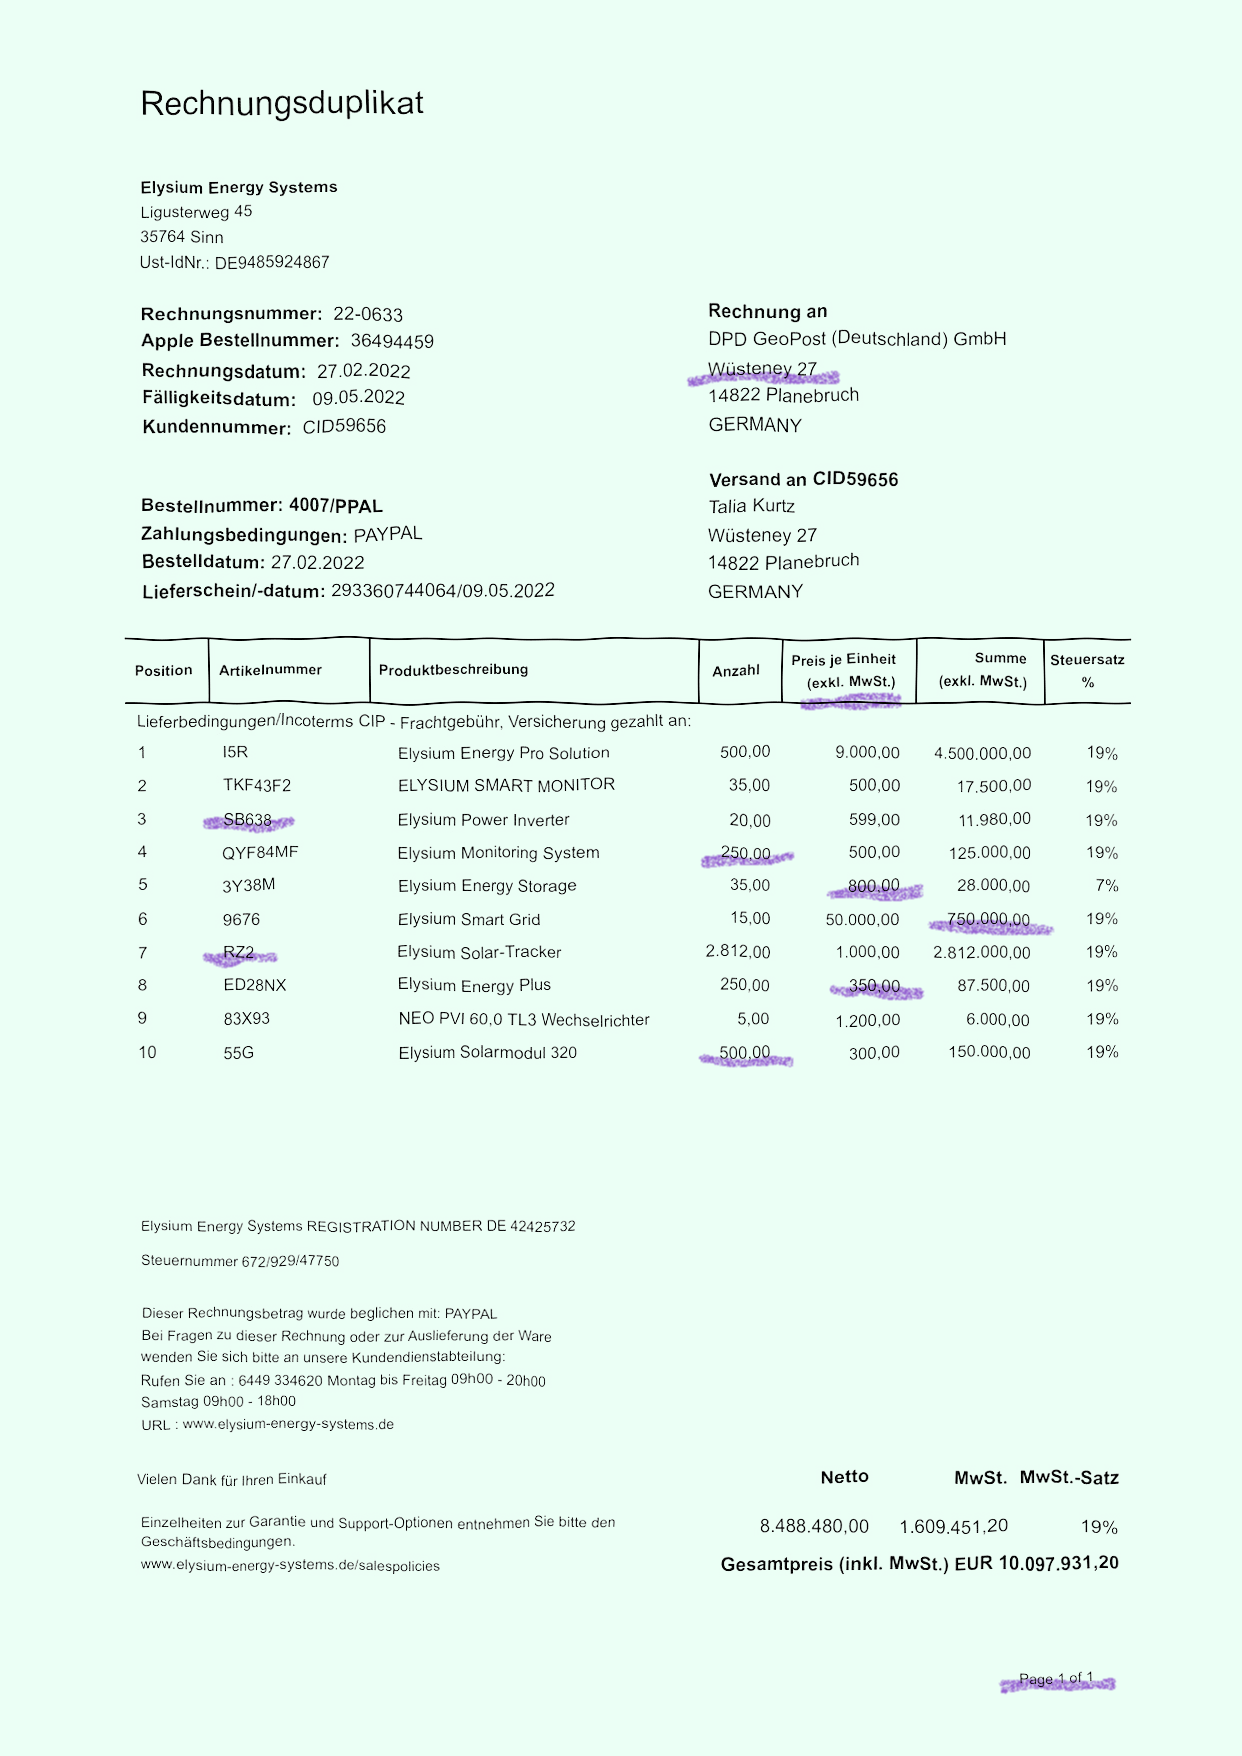 Rechnungsduplikat
Elysium Energy Systems
Ligusterweg 45
35764 Sinn
Ust-IdNr.: DE9485924867
Rechnungsnummer: 22-0633
Apple Bestellnummer: 36494459
Rechnungsdatum: 27.02.2022
Fälligkeitsdatum: 09.05.2022
Kundennummer: CID59656
Rechnung an
DPD GeoPost (Deutschland) GmbH
Wüsteney 27
14822 Planebruch
GERMANY
Bestellnummer: 4007/PPAL
Zahlungsbedingungen: PAYPAL
Bestelldatum: 27.02.2022
Lieferschein/-datum: 293360744064/09.05.2022
Versand an CID59656
Talia Kurtz
Wüsteney 27
14822 Planebruch
GERMANY
Position Artikelnummer Produktbeschreibung Anzahl Preis je Einheit (exkl. MwSt.) Summe (exkl. MwSt.) Steuersatz %
Lieferbedingungen/Incoterms CIP - Frachtgebühr, Versicherung gezahlt an:
1 I5R Elysium Energy Pro Solution 500,00 9.000,00 4.500.000,00 19%
2 TKF43F2 ELYSIUM SMART MONITOR 35,00 500,00 17.500,00 19%
3 SB638 Elysium Power Inverter 20,00 599,00 11.980,00 19%
4 QYF84MF Elysium Monitoring System 250,00 500,00 125.000,00 19%
5 3Y38M Elysium Energy Storage 35,00 800,00 28.000,00 7%
6 9676 Elysium Smart Grid 15,00 50.000,00 750.000,00 19%
7 RZ2 Elysium Solar-Tracker 2.812,00 1.000,00 2.812.000,00 19%
8 ED28NX Elysium Energy Plus 250,00 350,00 87.500,00 19%
9 83X93 NEO PVI 60,0 TL3 Wechselrichter 5,00 1.200,00 6.000,00 19%
10 55G Elysium Solarmodul 320 500,00 300,00 150.000,00 19%
Elysium Energy Systems REGISTRATION NUMBER DE 42425732
Steuernummer 672/929/47750
Dieser Rechnungsbetrag wurde beglichen mit: PAYPAL
Bei Fragen zu dieser Rechnung oder zur Auslieferung der Ware
wenden Sie sich bitte an unsere Kundendienstabteilung:
Rufen Sie an : 6449 334620 Montag bis Freitag 09h00 - 20h00
Samstag 09h00 - 18h00
URL : www.elysium-energy-systems.de
Vielen Dank für Ihren Einkauf
Einzelheiten zur Garantie und Support-Optionen entnehmen Sie bitte den
Geschäftsbedingungen.
www.elysium-energy-systems.de/salespolicies
Netto MwSt. MwSt.-Satz
8.488.480,00 1.609.451,20 19%
Gesamtpreis (inkl. MwSt.) EUR 10.097.931,20
Page 1 of 1